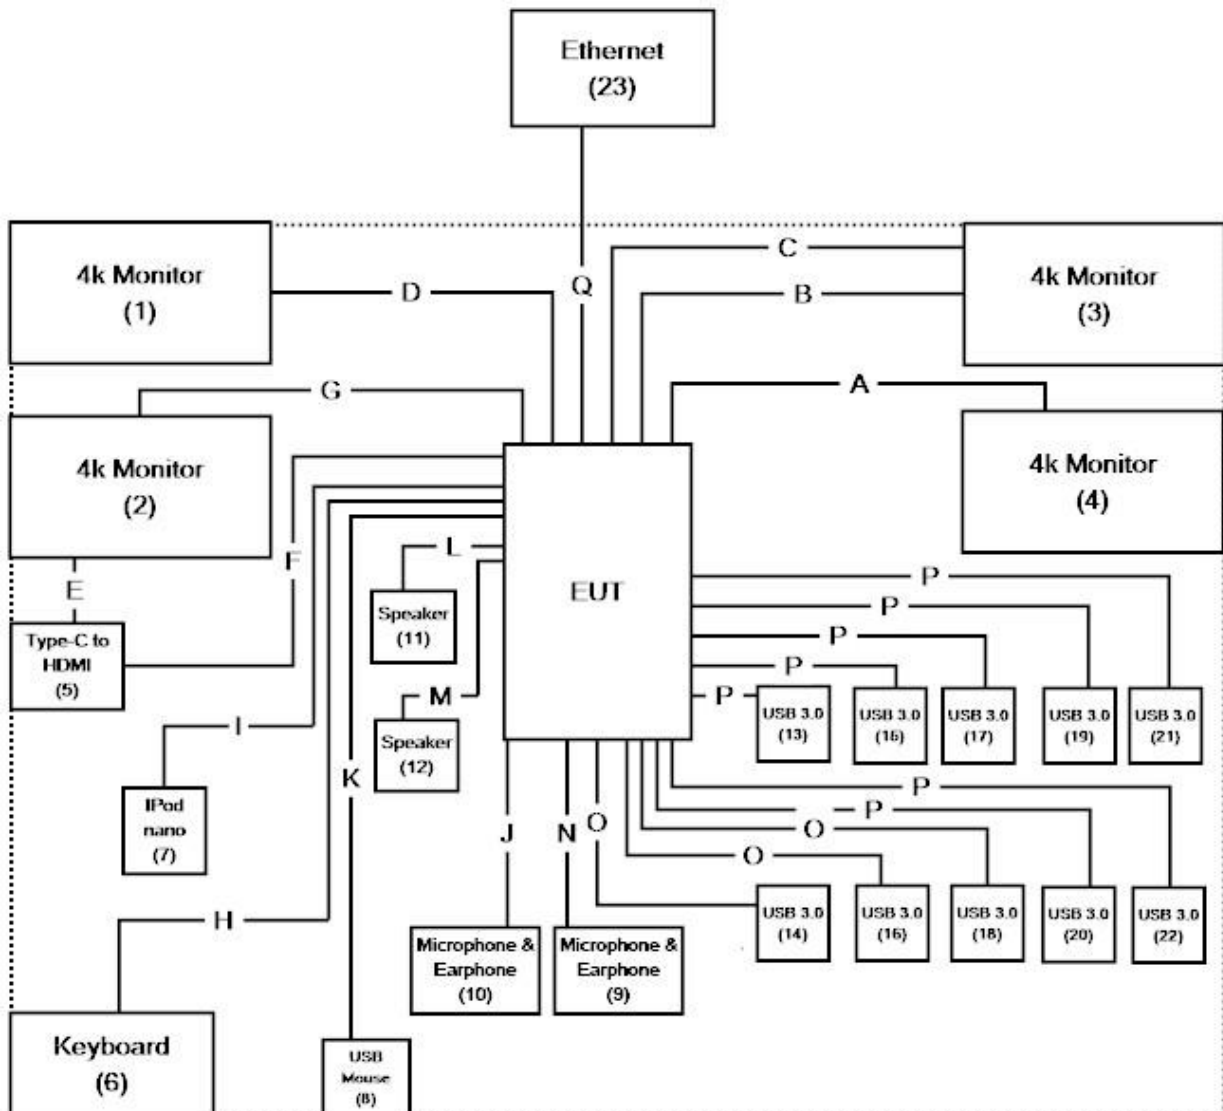 Ethernet
(23)
4k Monitor
(1)
D
Q
C
B
4k Monitor
(3)
G
A
4k Monitor
(2)
4k Monitor
(4)
F
E
L
EUT
P
P
P
P
P
Type-C to
HDMI
(5)
Speaker
(11)
M
Speaker
(12)
I
K
USB 3.0
(13)
USB 3.0
(15)
USB 3.0
(17)
USB 3.0
(19)
USB 3.0
(21)
IPod
nano
(7)
J
N
O
P
P
O
O
H
USB 3.0
(14)
USB 3.0
(16)
USB 3.0
(18)
USB 3.0
(20)
USB 3.0
(22)
Microphone &
Earphone
(10)
Microphone &
Earphone
(9)
Keyboard
(6)
USB
Mouse
(8)